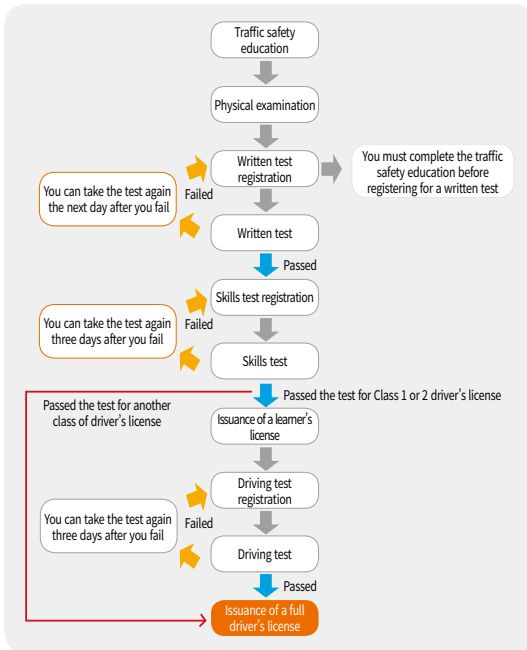 Traffic safety
education
Physical examination
Written test
registration
You must complete the traffic
safety education before
registering for a written test
You can take the test again
the next day after you fail
Failed
Written test
Passed
Skills test registration
You can take the test again
three days after you fail
Failed
Skills test
Passed the test for Class 1 or 2 driver's license
Passed the test for another
class of driver's license
Issuance of a learner's
license
Driving test
registration
You can take the test again
three days after you fail
Failed
Driving test
Passed
Issuance of a full
driver's license